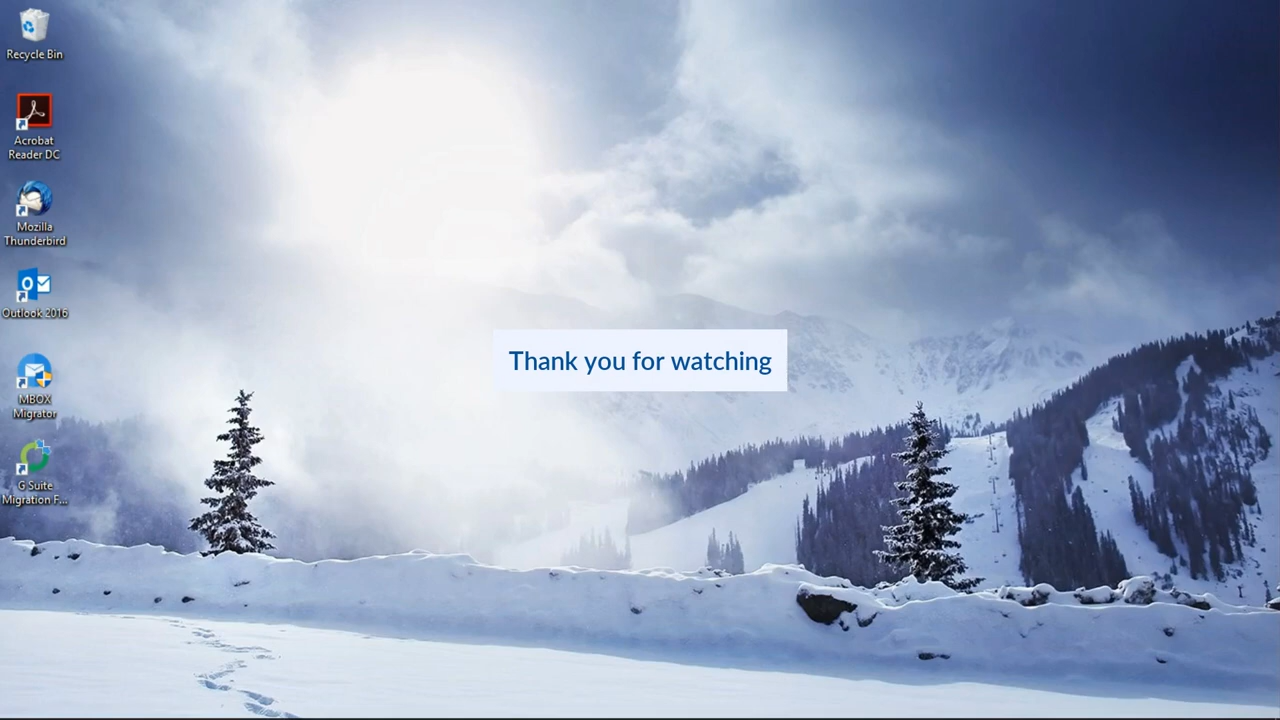 Recycle Bin
Acrobat
Reader DC
Mozilla
Thunderbird
Outlook 2016
MBOX
Migrator
G Suite
Migration F...
Thank you for watching